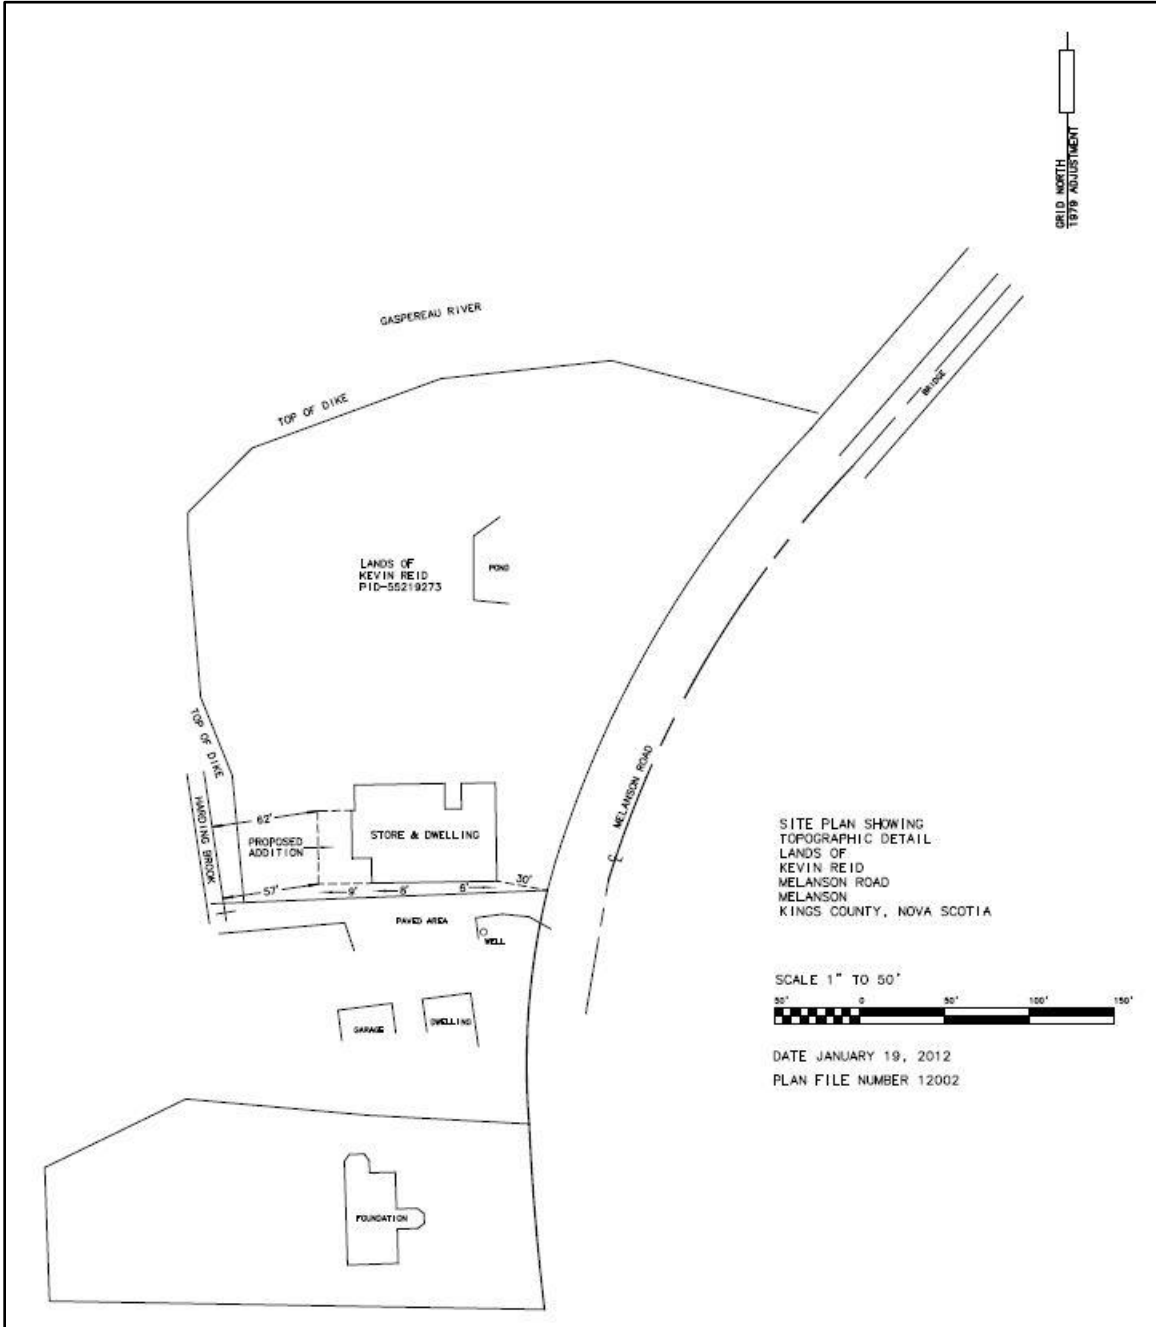 GRID NORTH
1979 ADJUSTMENT
GASPEREAU RIVER
BRIDGE
TOP OF DIKE
LANDS OF
KEVIN REID
PID-55219273
POND
TOP OF DIKE
MELANSON ROAD
HARDING BROOK
62'
PROPOSED
ADDITION
STORE & DWELLING
57'
9'
8'
6'
30'
PAVED AREA
WELL
GARAGE
DWELLING
FOUNDATION
SITE PLAN SHOWING
TOPOGRAPHIC DETAIL
LANDS OF
KEVIN REID
MELANSON ROAD
MELANSON
KINGS COUNTY, NOVA SCOTIA
SCALE 1" TO 50'
50' 0 50' 100' 150'
DATE JANUARY 19, 2012
PLAN FILE NUMBER 12002